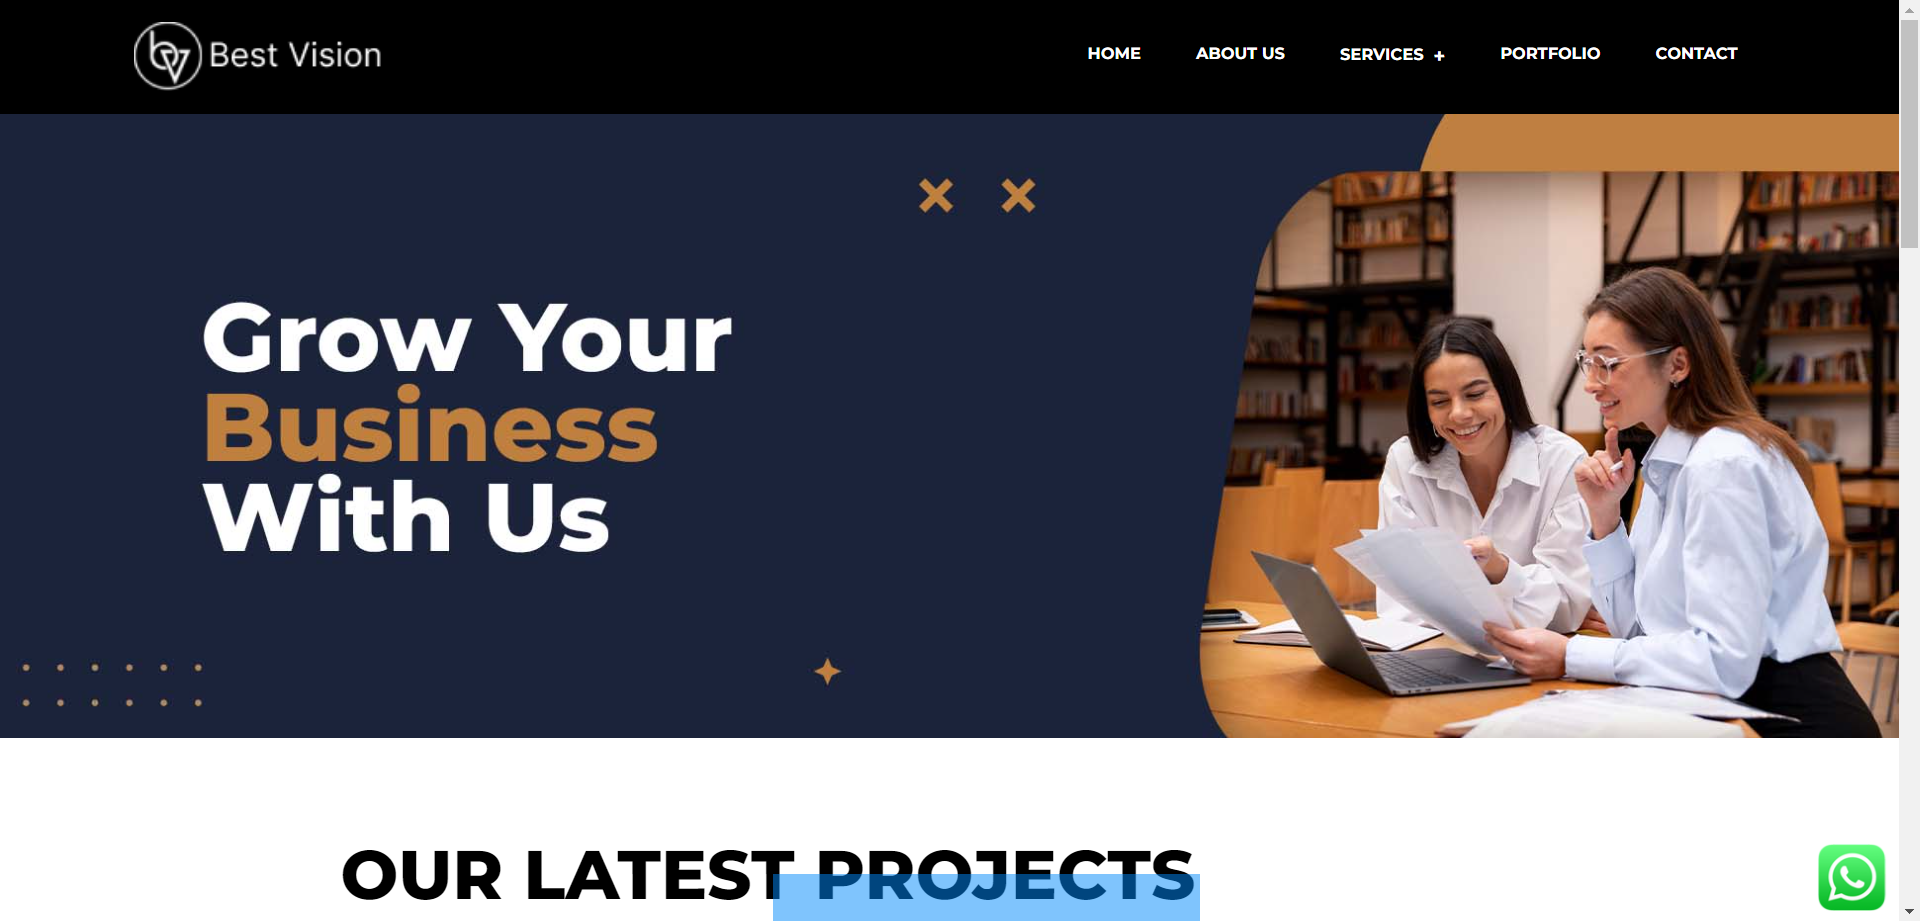 Best Vision
HOME ABOUT US SERVICES + PORTFOLIO CONTACT
Grow Your
Business
With Us
OUR LATEST PROJECTS